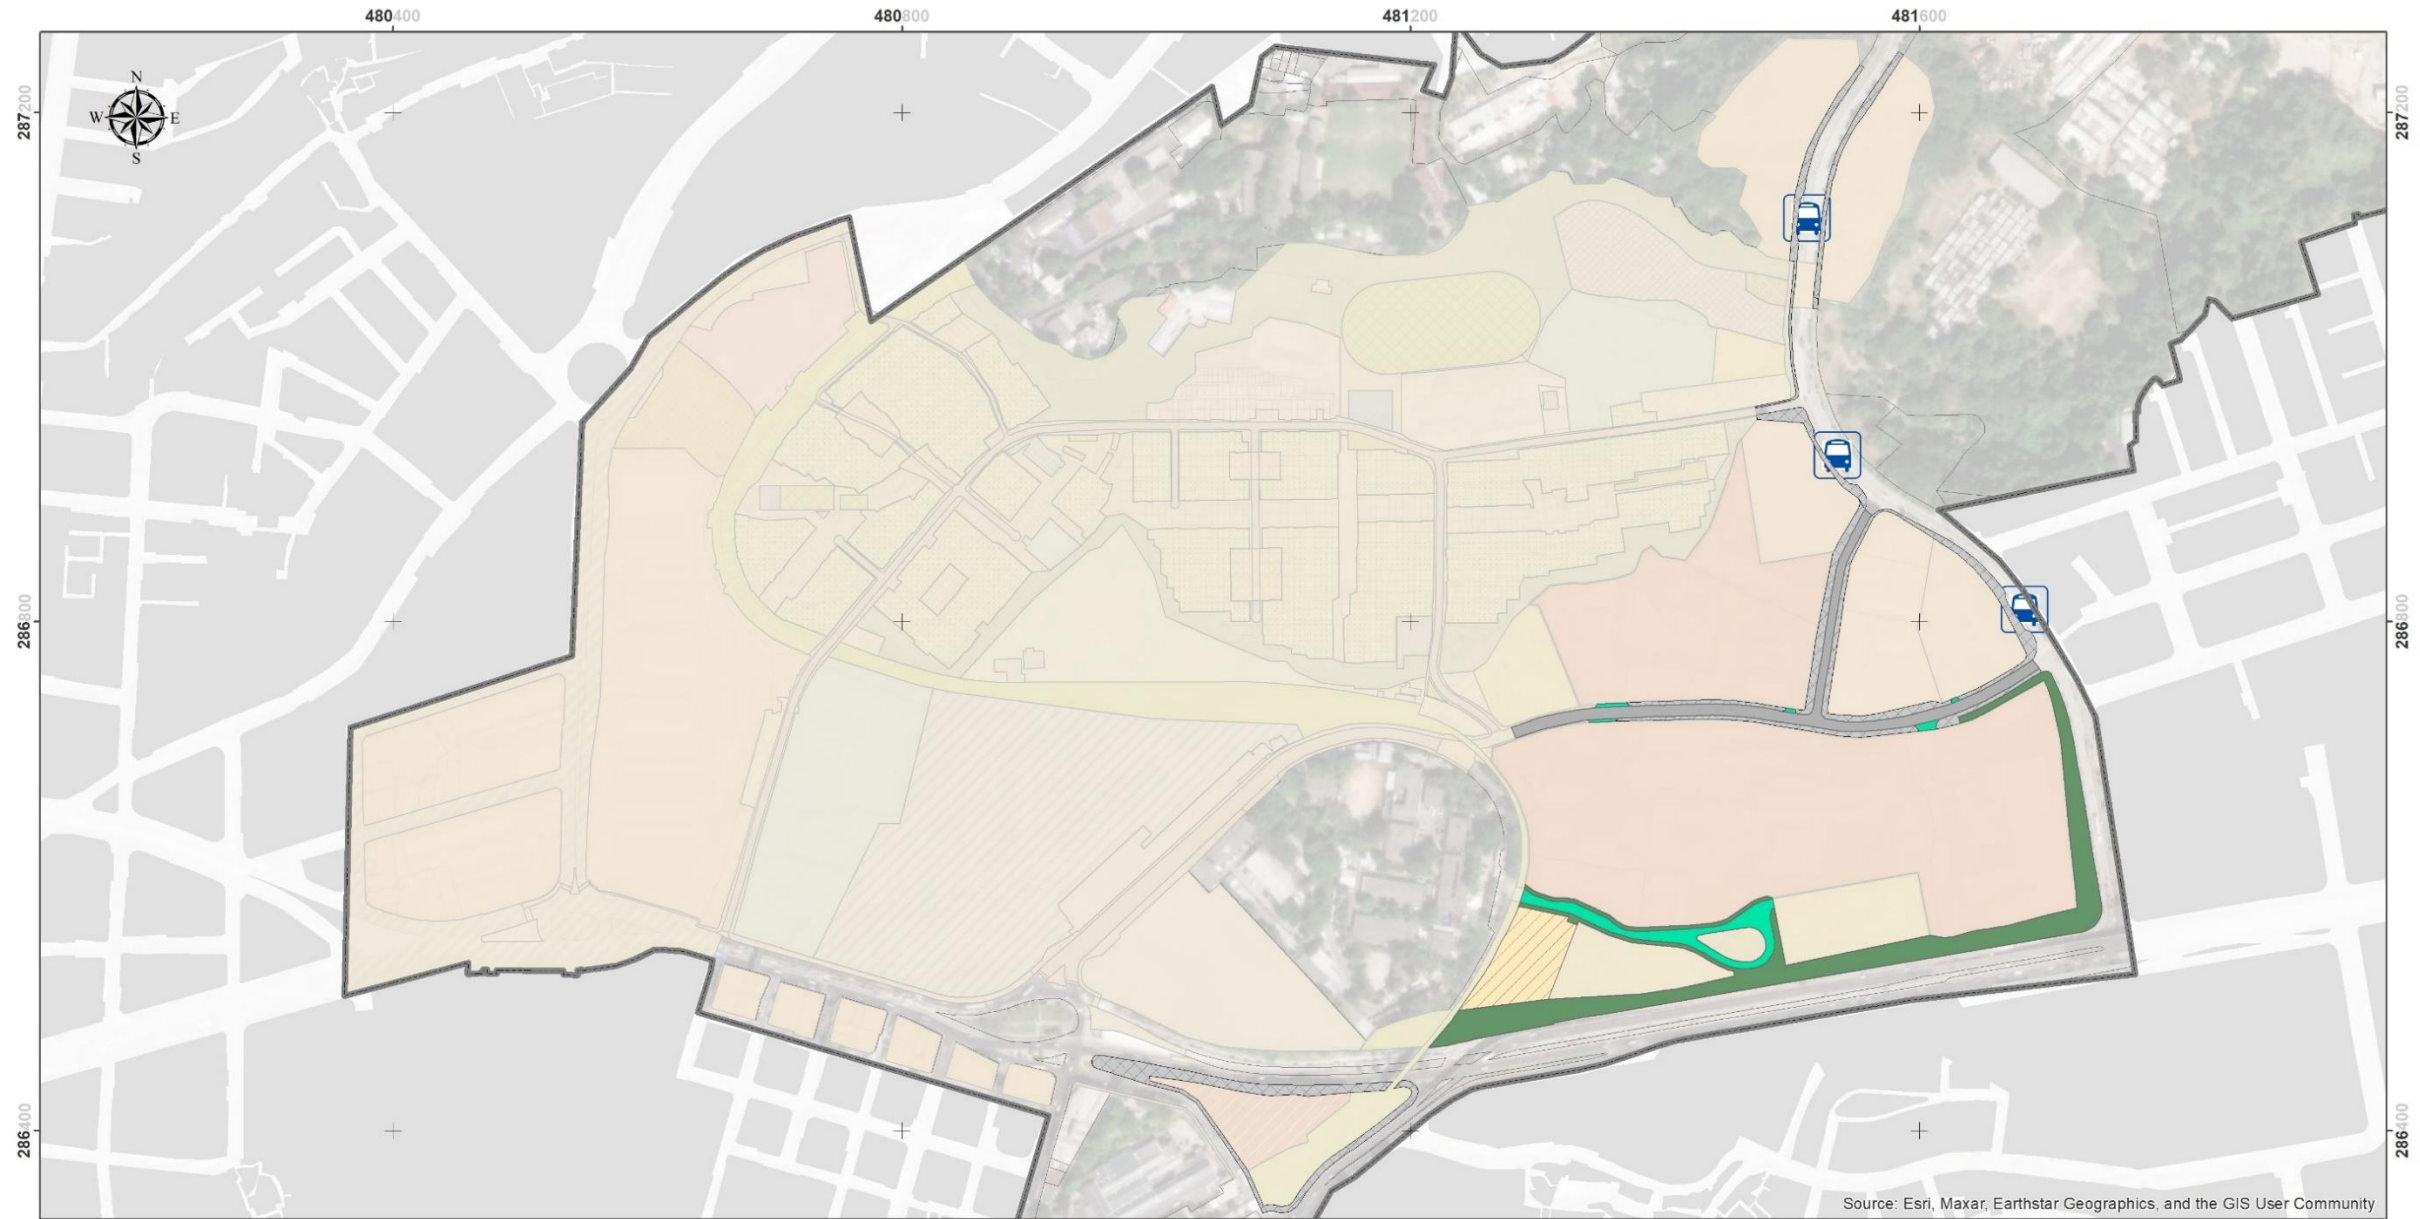 480400 480800 481200 481600
287200 287200
N
W E
S
286800 286800
286400 286400
Source: Esri, Maxar, Earthstar Geographics, and the GIS User Community